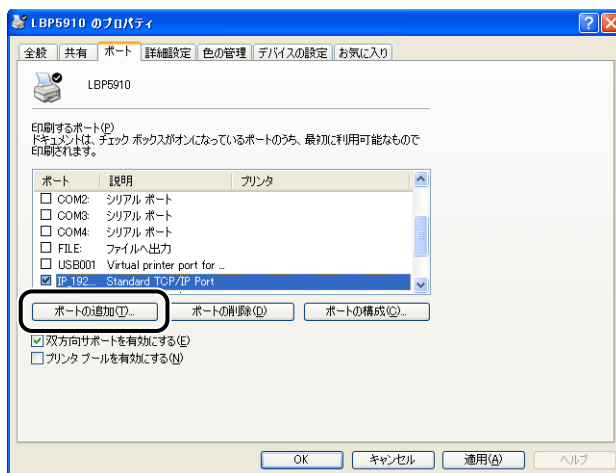 LBP5910 のプロパティ
全般 共有 ポート 詳細設定 色の管理 デバイスの設定 お気に入り
LBP5910
印刷するポート(P)
ドキュメントは、チェック ボックスがオンになっているポートのうち、最初に利用可能なもので
印刷されます。
ポート 説明 プリンタ
COM2: シリアル ポート
COM3: シリアル ポート
COM4: シリアル ポート
FILE: ファイルへ出力
USB001 Virtual printer port for ...
IP_192... Standard TCP/IP Port
ポートの追加(T)... ポートの削除(D) ポートの構成(C)...
双方向サポートを有効にする(E)
プリンタ プールを有効にする(N)
OK キャンセル 適用(A) ヘルプ